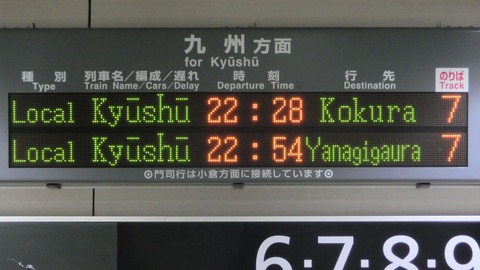 九州方面
for Kyūshū
種別 列車名/編成/遅れ 時刻 行先 のりば
Type Train Name/Cars/Delay Departure Time Destination Track
Local Kyūshū 22:28 Kokura 7
Local Kyūshū 22:54 Yanagigaura 7
◎門司行は小倉方面に接続しています◎
6・7・8・9